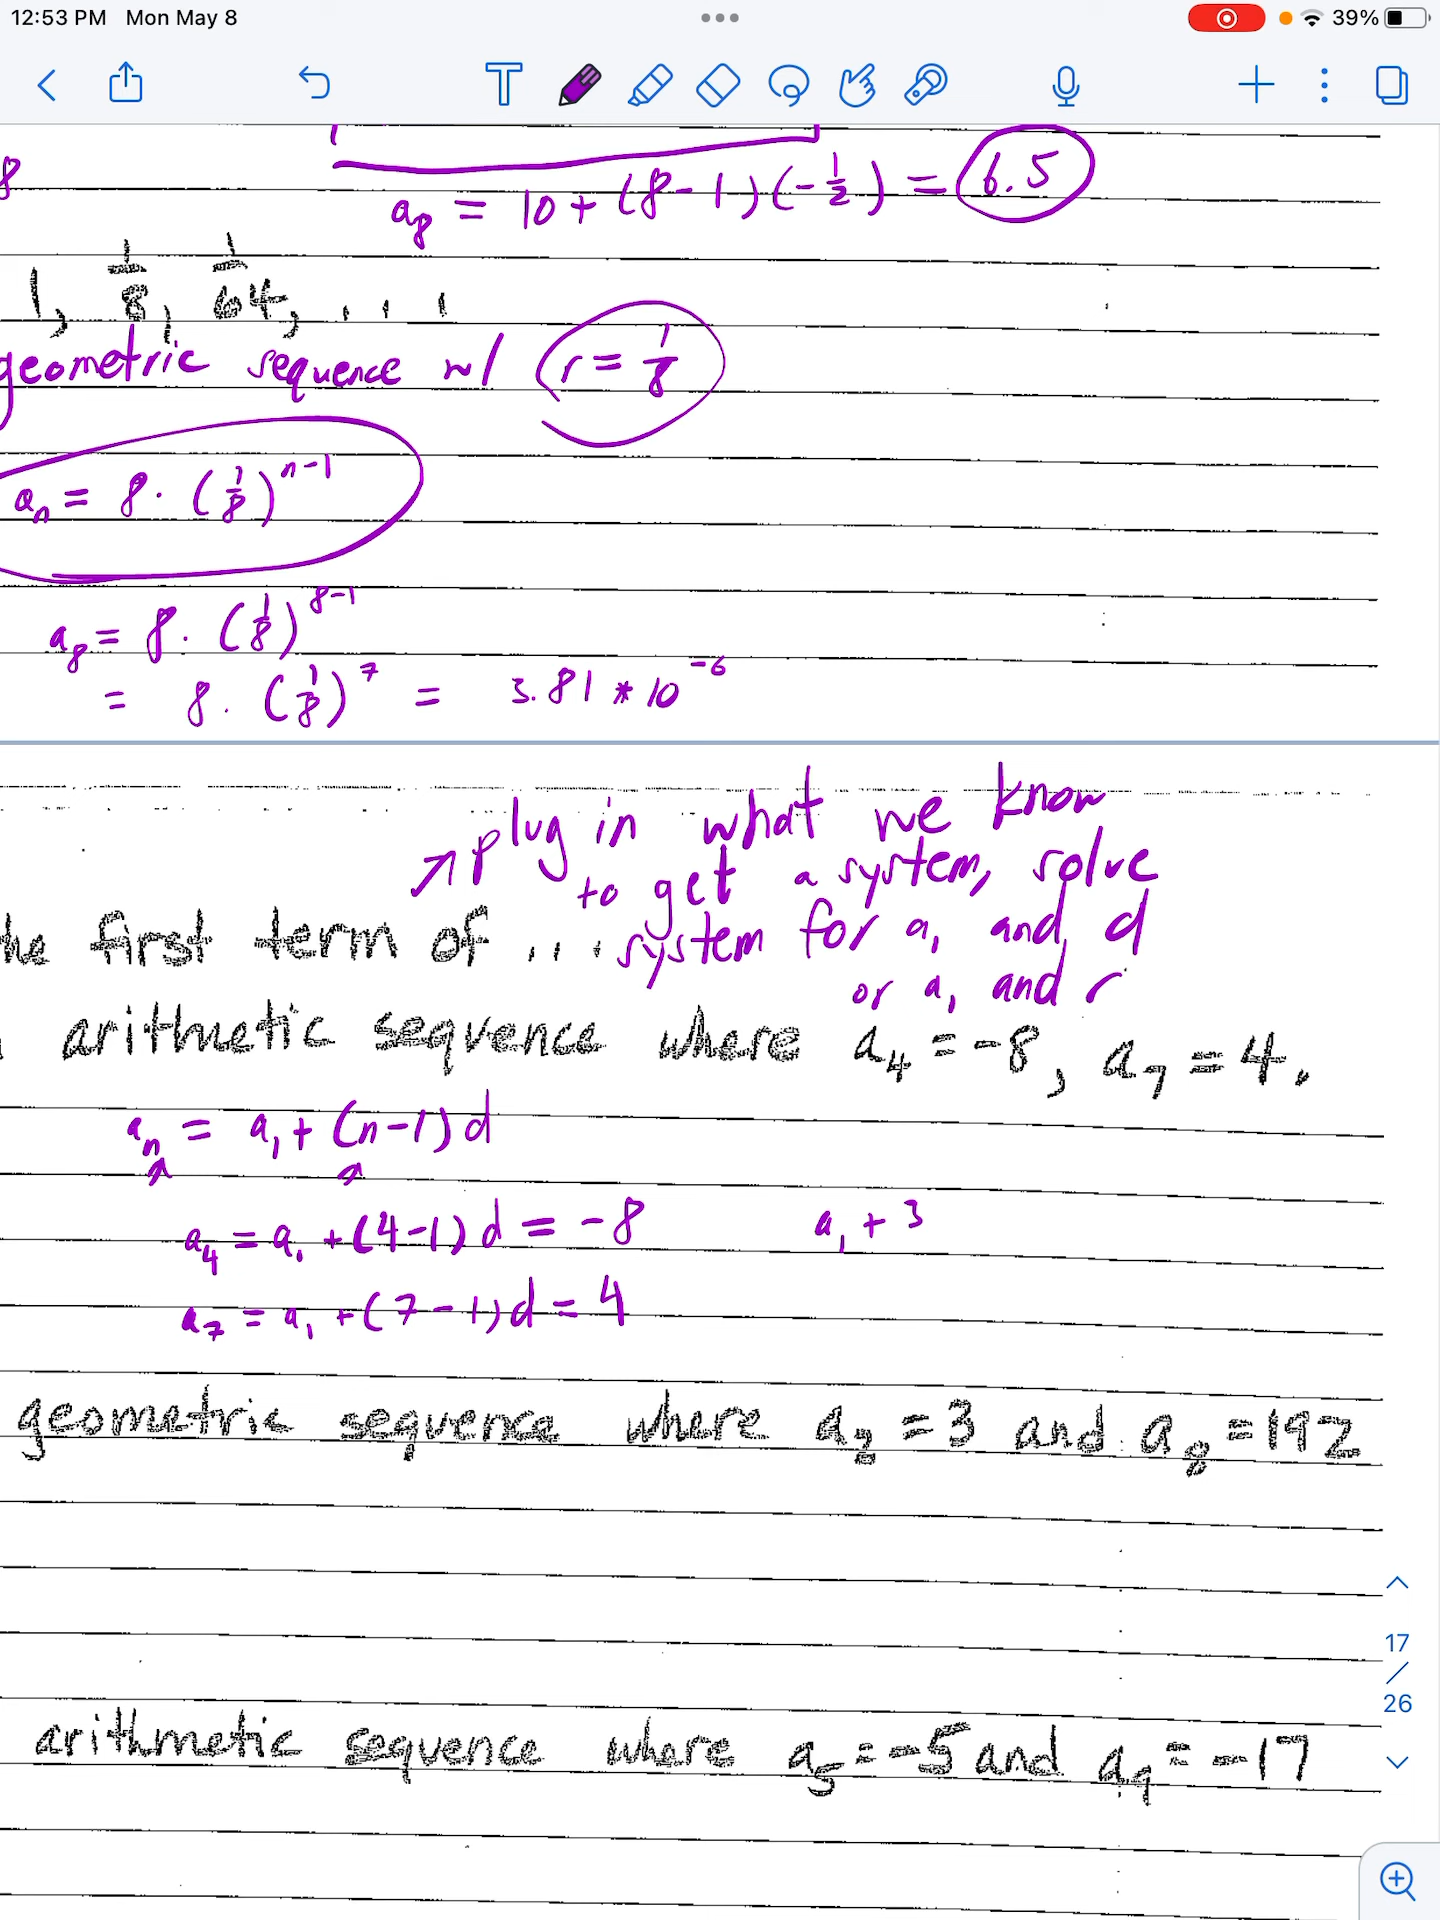 12:53 PM Mon May 8
39%
T
8
a₈ = 10 + (8-1)(-1/2) = 6.5
1, 1/8, 1/64, ...
geometric sequence w/ r = 1/8
aₙ = 8 · (1/8)ⁿ⁻¹
a₈ = 8 · (1/8)⁸⁻¹
= 8 · (1/8)⁷ = 3.81 * 10⁻⁶
↗ plug in what we know
to get a system, solve
system for a₁ and d
or a₁ and r
he first term of ...
arithmetic sequence where a₄ = -8, a₇ = 4.
aₙ = a₁ + (n-1)d
a₄ = a₁ + (4-1)d = -8
a₁ + 3
a₇ = a₁ + (7-1)d = 4
geometric sequence where a₂ = 3 and a₈ = 192
17
/
26
arithmetic sequence where a₅ = -5 and a₉ = -17